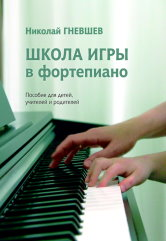 Николай ГНЕВШЕВ
ШКОЛА ИГРЫ
в фортепиано
Пособие для детей,
учителей и родителей